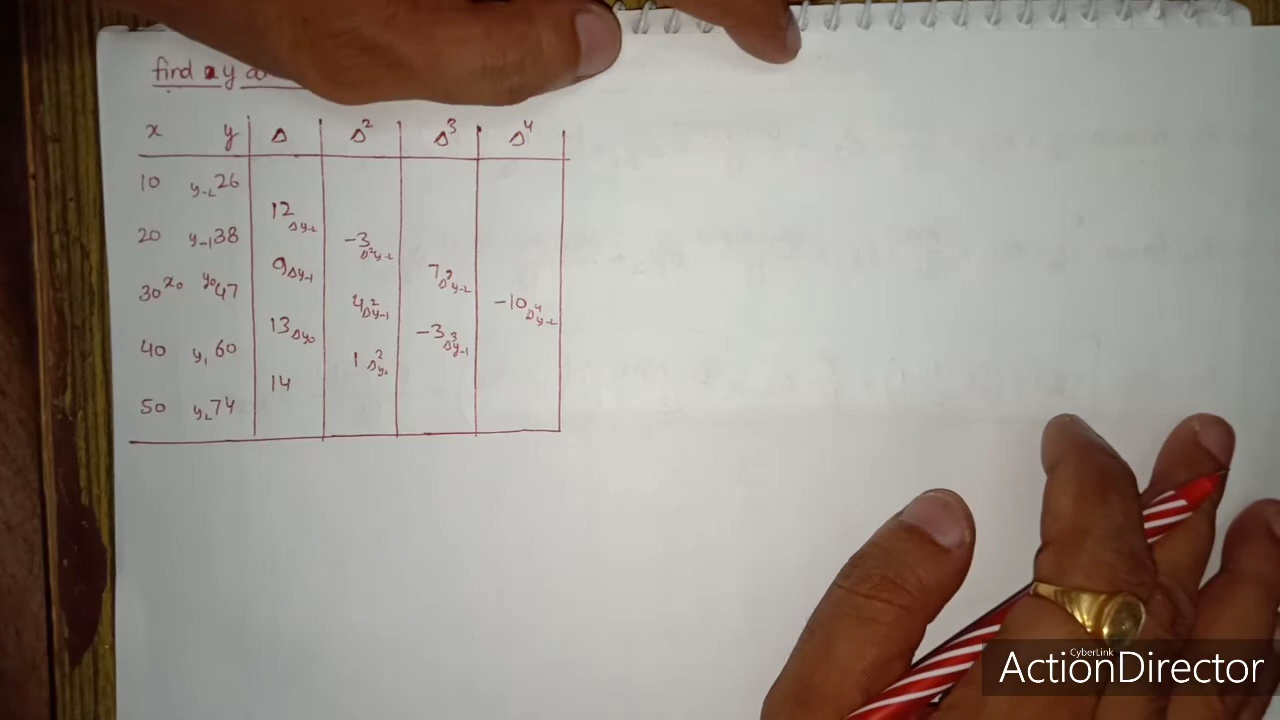 find y
x y Δ Δ² Δ³ Δ⁴
10 y₋₂ 26
12 Δy₋₂
20 y₋₁ 38 -3 Δ²y₋₂
9 Δy₋₁ 7 Δ³y₋₂
30 x₀ y₀ 47 4 Δ²y₋₁ -10 Δ⁴y₋₂
13 Δy₀ -3 Δ³y₋₁
40 y₁ 60 1 Δ²y₀
14
50 y₂ 74
CyberLink
ActionDirector